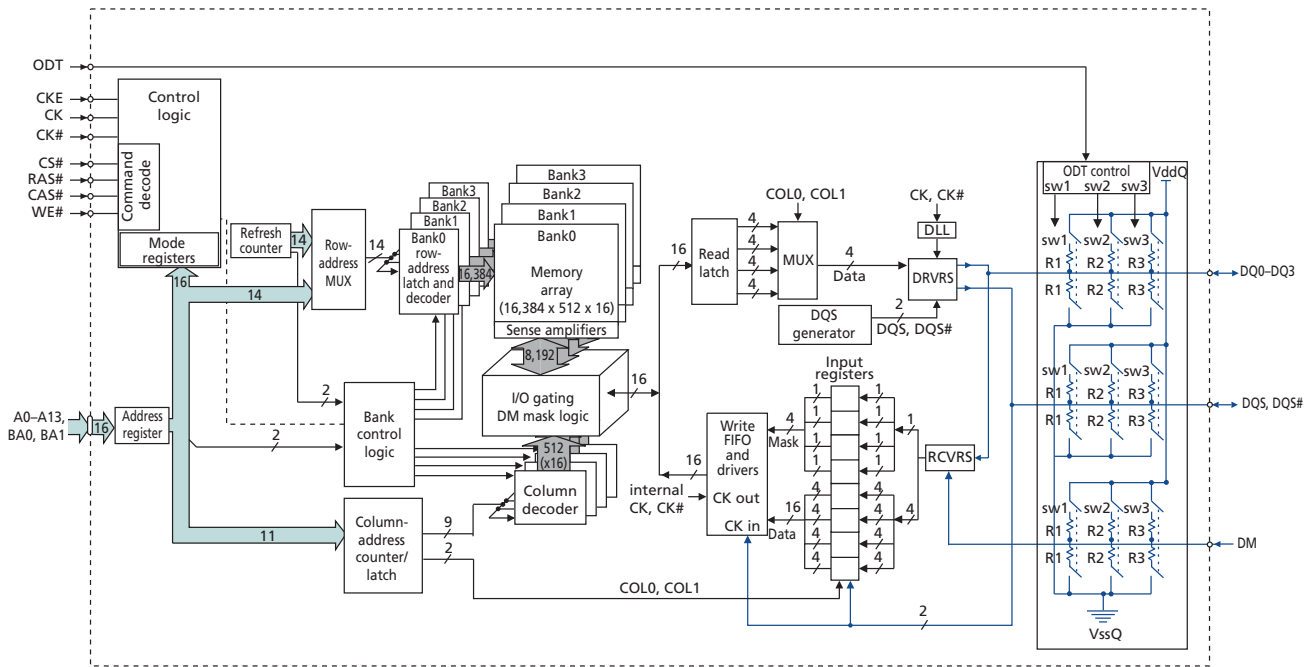 ODT
CKE
CK
CK#
CS#
RAS#
CAS#
WE#
Control
logic
Command
decode
Mode
registers
16
14
11
A0–A13,
BA0, BA1
16
Address
register
Refresh
counter
14
Row-
address
MUX
14
Bank3
Bank2
Bank1
Bank0
row-
address
latch and
decoder
16,384
Bank3
Bank2
Bank1
Bank0
Memory
array
(16,384 x 512 x 16)
Sense amplifiers
8,192
I/O gating
DM mask logic
16
2
2
Bank
control
logic
512
(x16)
Column
decoder
Column-
address
counter/
latch
9
2
COL0, COL1
16
Read
latch
4
4
4
4
COL0, COL1
MUX
4
Data
CK, CK#
DLL
DRVRS
DQS
generator
2
DQS, DQS#
Input
registers
1
1
1
1
4
4
4
4
1
1
1
1
4
4
4
4
1
4
RCVRS
4
Mask
16
Data
Write
FIFO
and
drivers
CK out
CK in
16
internal
CK, CK#
2
ODT control
sw1 sw2 sw3
VddQ
sw1 sw2 sw3
R1 R2 R3
R1 R2 R3
sw1 sw2 sw3
R1 R2 R3
R1 R2 R3
sw1 sw2 sw3
R1 R2 R3
R1 R2 R3
VssQ
DQ0–DQ3
DQS, DQS#
DM